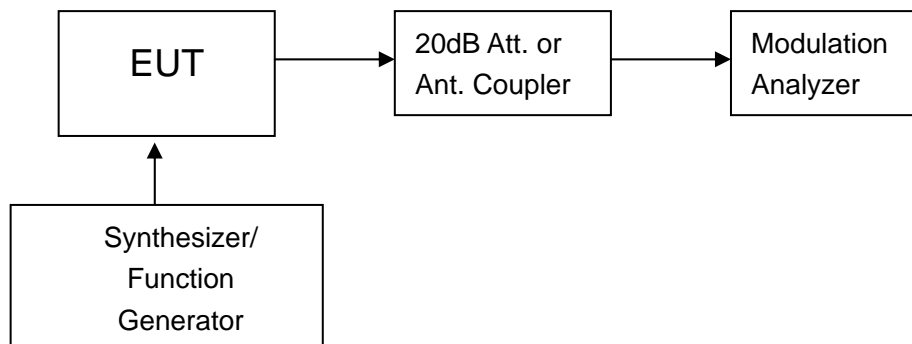 EUT
20dB Att. or
Ant. Coupler
Modulation
Analyzer
Synthesizer/
Function
Generator